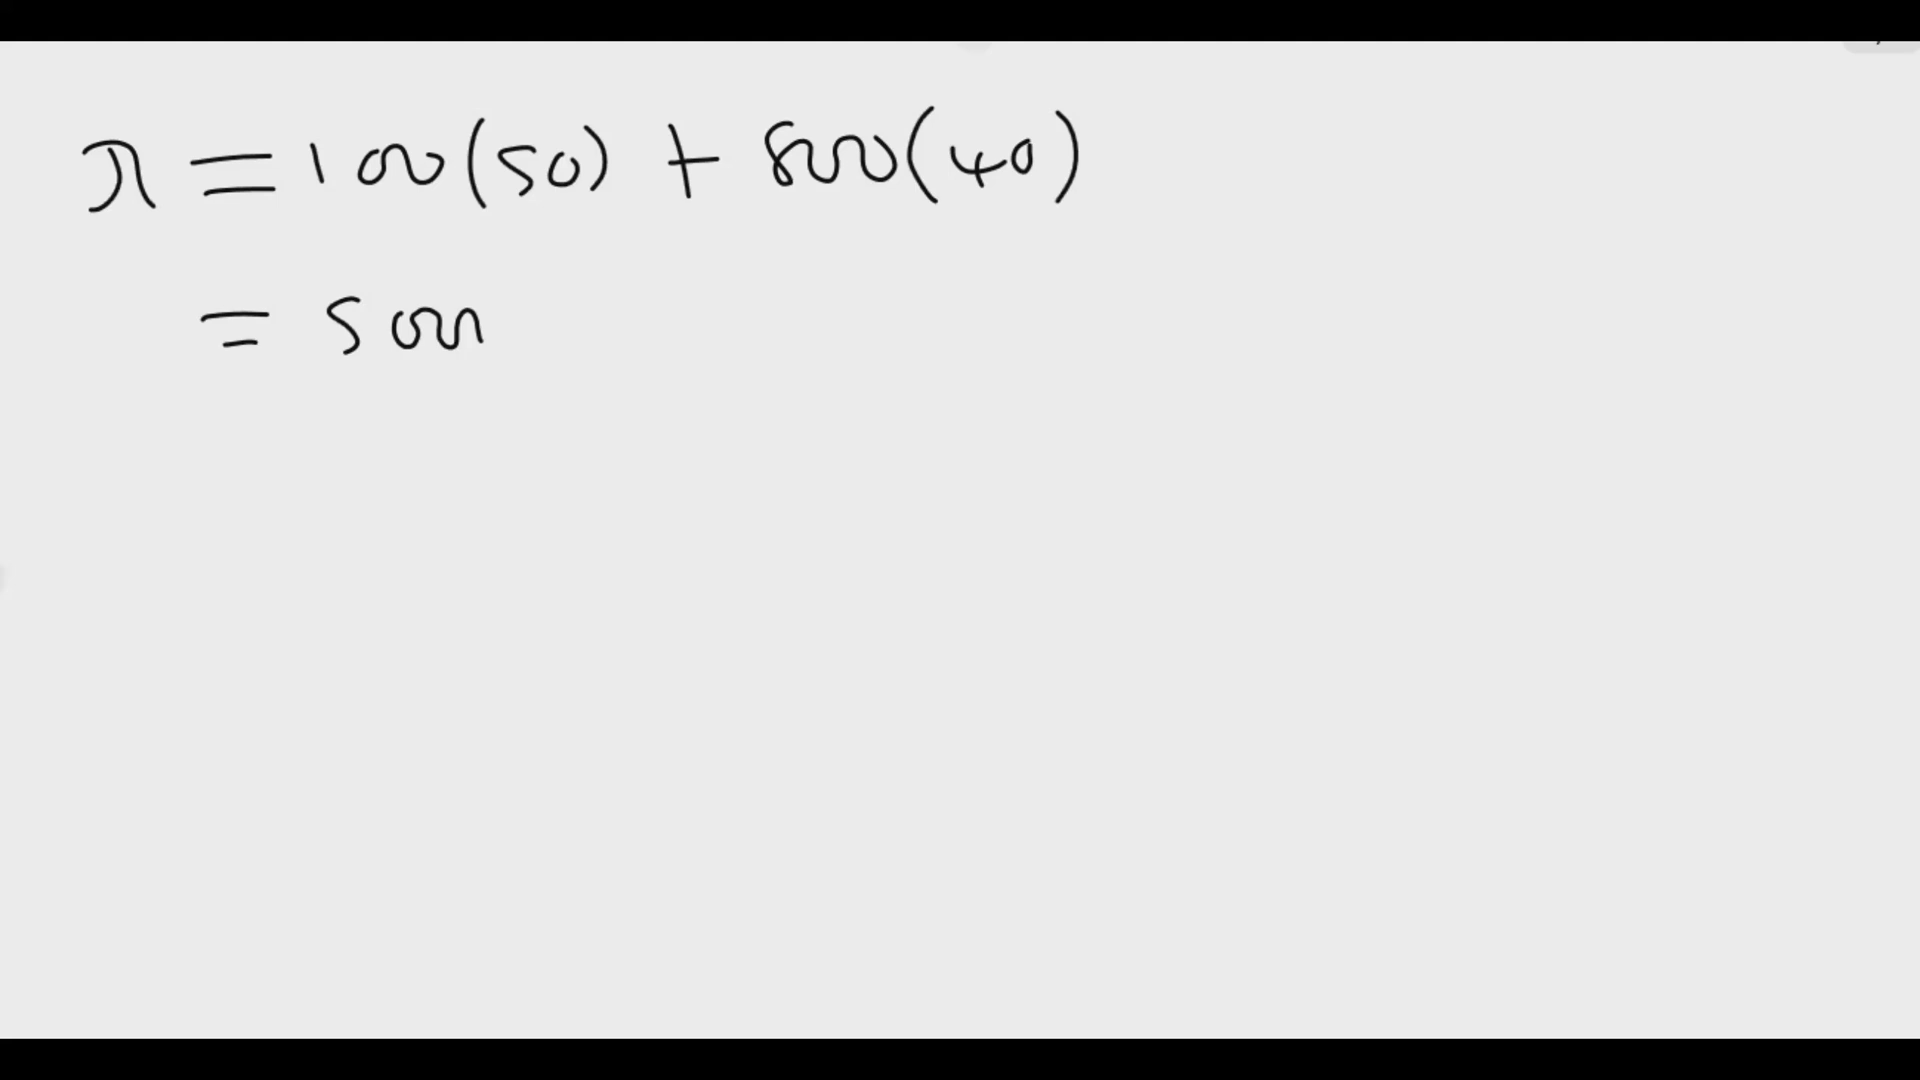 π = 100(50) + 800(40)
= 5000